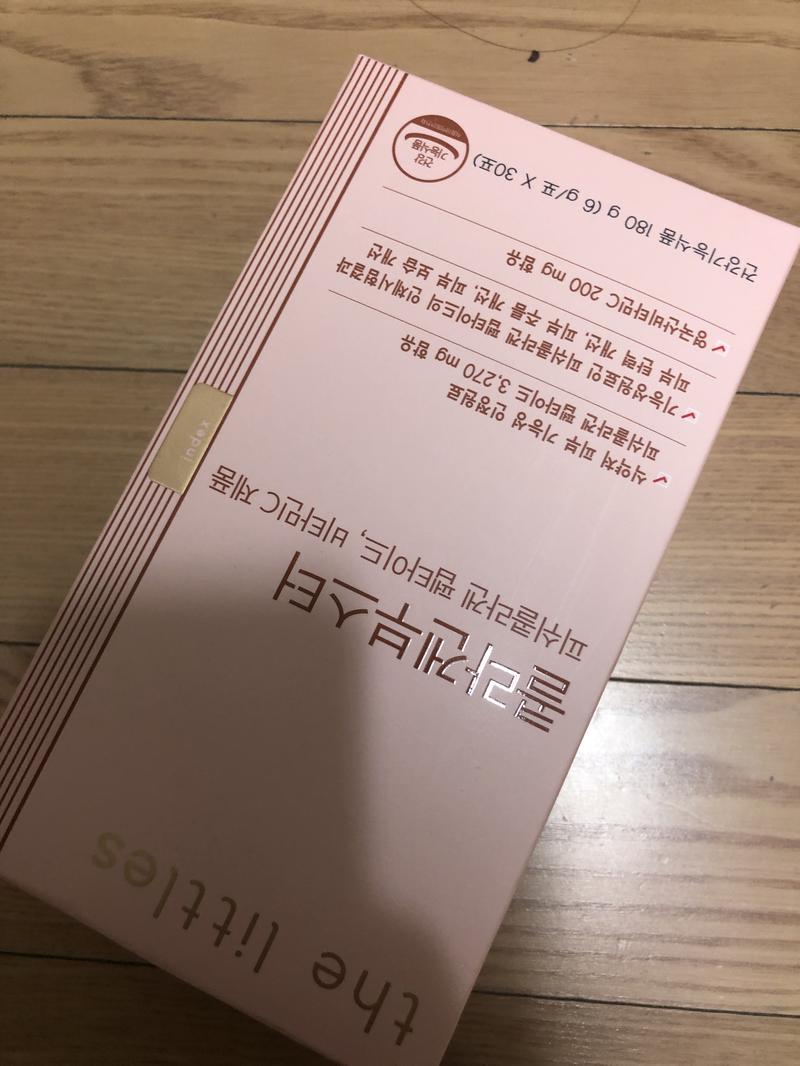 the littles
콜라겐부스터
피쉬콜라겐 펩타이드, 비타민C 제품
index
식약처 피부 기능성 인정원료
피쉬콜라겐 펩타이드 3,270 mg 함유
기능성원료인 피쉬콜라겐 펩타이드의 인체시험결과
피부 탄력 개선, 피부 주름 개선, 피부 보습 개선
영국산비타민C 200 mg 함유
건강기능식품 180 g (6 g/포 X 30포)
건강
기능식품